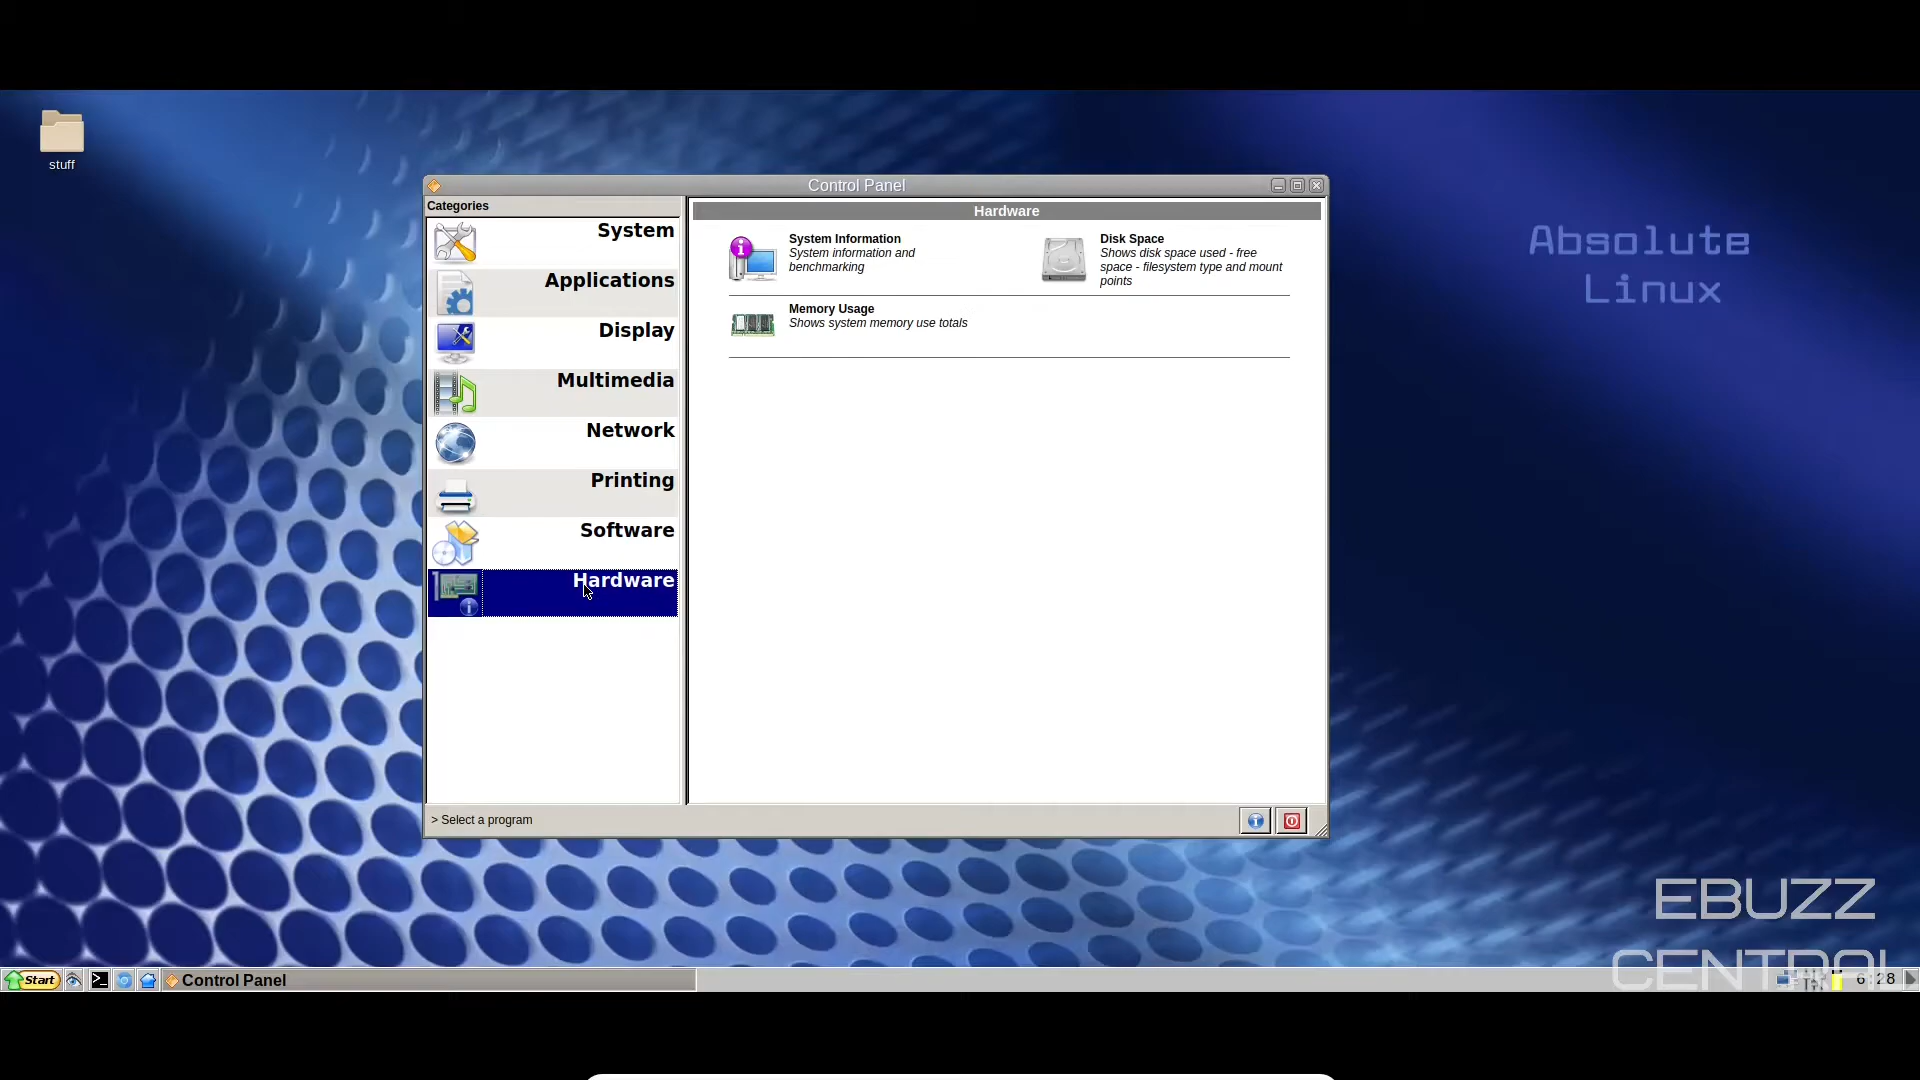 stuff
Control Panel
Categories
System
Applications
Display
Multimedia
Network
Printing
Software
Hardware
Hardware
System Information
System information and
benchmarking
Disk Space
Shows disk space used - free
space - filesystem type and mount
points
Memory Usage
Shows system memory use totals
> Select a program
Absolute
Linux
EBUZZ
CENTRAL
Start
Control Panel
6:28